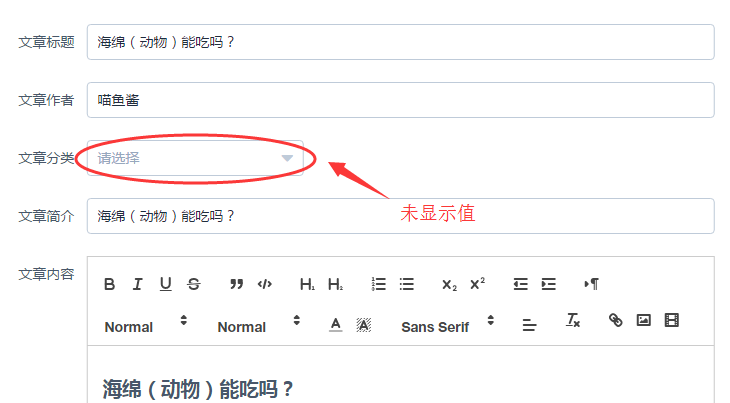 文章标题 海绵（动物）能吃吗？
文章作者 喵鱼酱
文章分类 请选择
未显示值
文章简介 海绵（动物）能吃吗？
文章内容
B I U S ” </> H₁ H₂ x₂ x² ¶
Normal Normal A A Sans Serif Tx
海绵（动物）能吃吗？